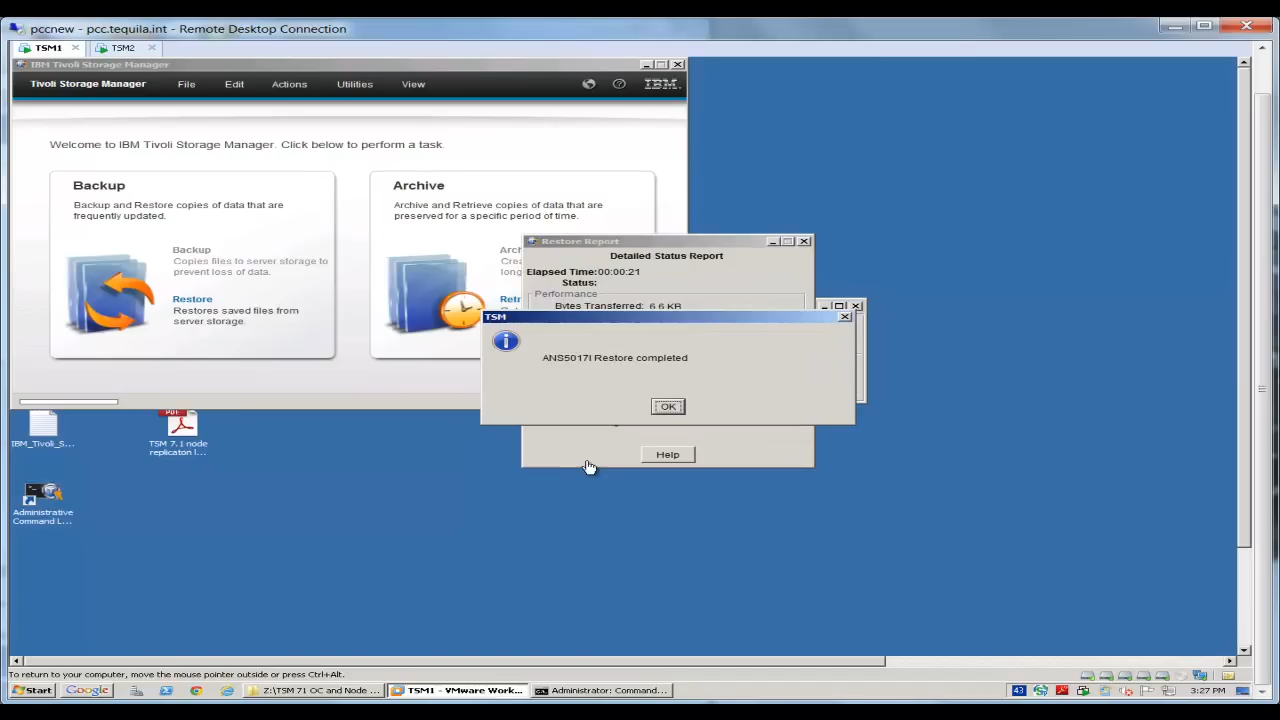 pccnew - pcc.tequila.int - Remote Desktop Connection
TSM1
TSM2
IBM Tivoli Storage Manager
Tivoli Storage Manager
File
Edit
Actions
Utilities
View
IBM
Welcome to IBM Tivoli Storage Manager. Click below to perform a task.
Backup
Backup and Restore copies of data that are
frequently updated.
Backup
Copies files to server storage to
prevent loss of data.
Restore
Restores saved files from
server storage.
Archive
Archive and Retrieve copies of data that are
preserved for a specific period of time.
Restore Report
Detailed Status Report
Elapsed Time:00:00:21
Status:
Performance
Bytes Transferred: 6.6 KB
TSM
ANS5017I Restore completed
OK
Help
IBM_Tivoli_S...
TSM 7.1 node
replicaton l...
Administrative
Command L...
To return to your computer, move the mouse pointer outside or press Ctrl+Alt.
Start
Google
Z:\TSM 71 OC and Node ...
TSM1 - VMware Work...
Administrator: Command...
43
3:27 PM